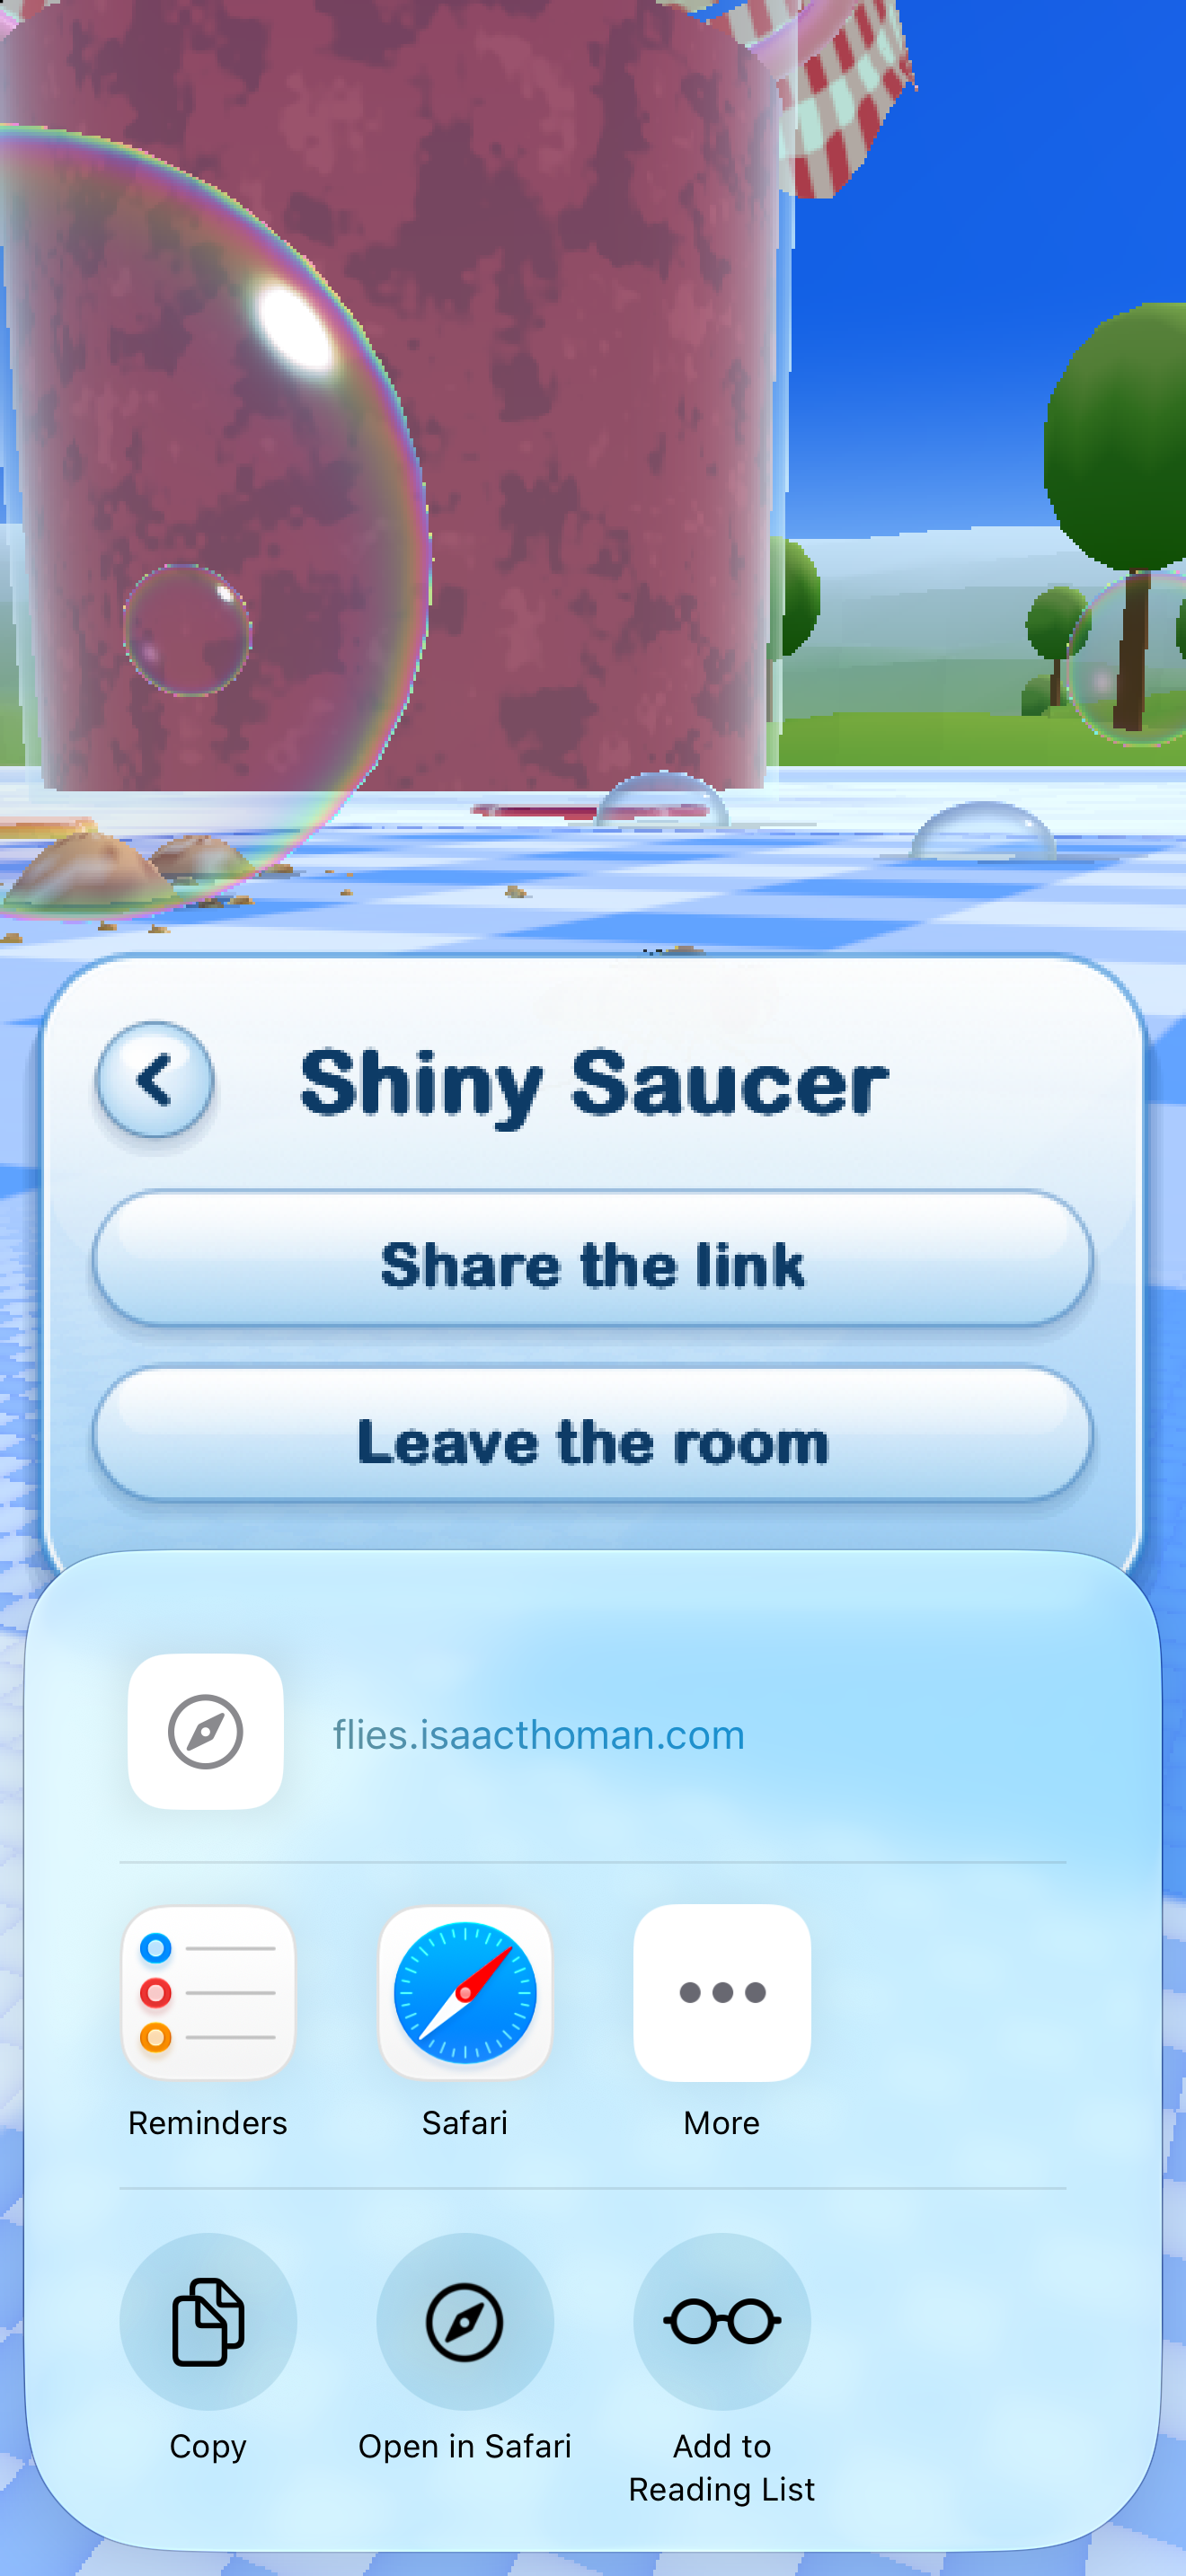 Shiny Saucer
Share the link
Leave the room
flies.isaacthoman.com
Reminders
Safari
More
Copy
Open in Safari
Add to
Reading List